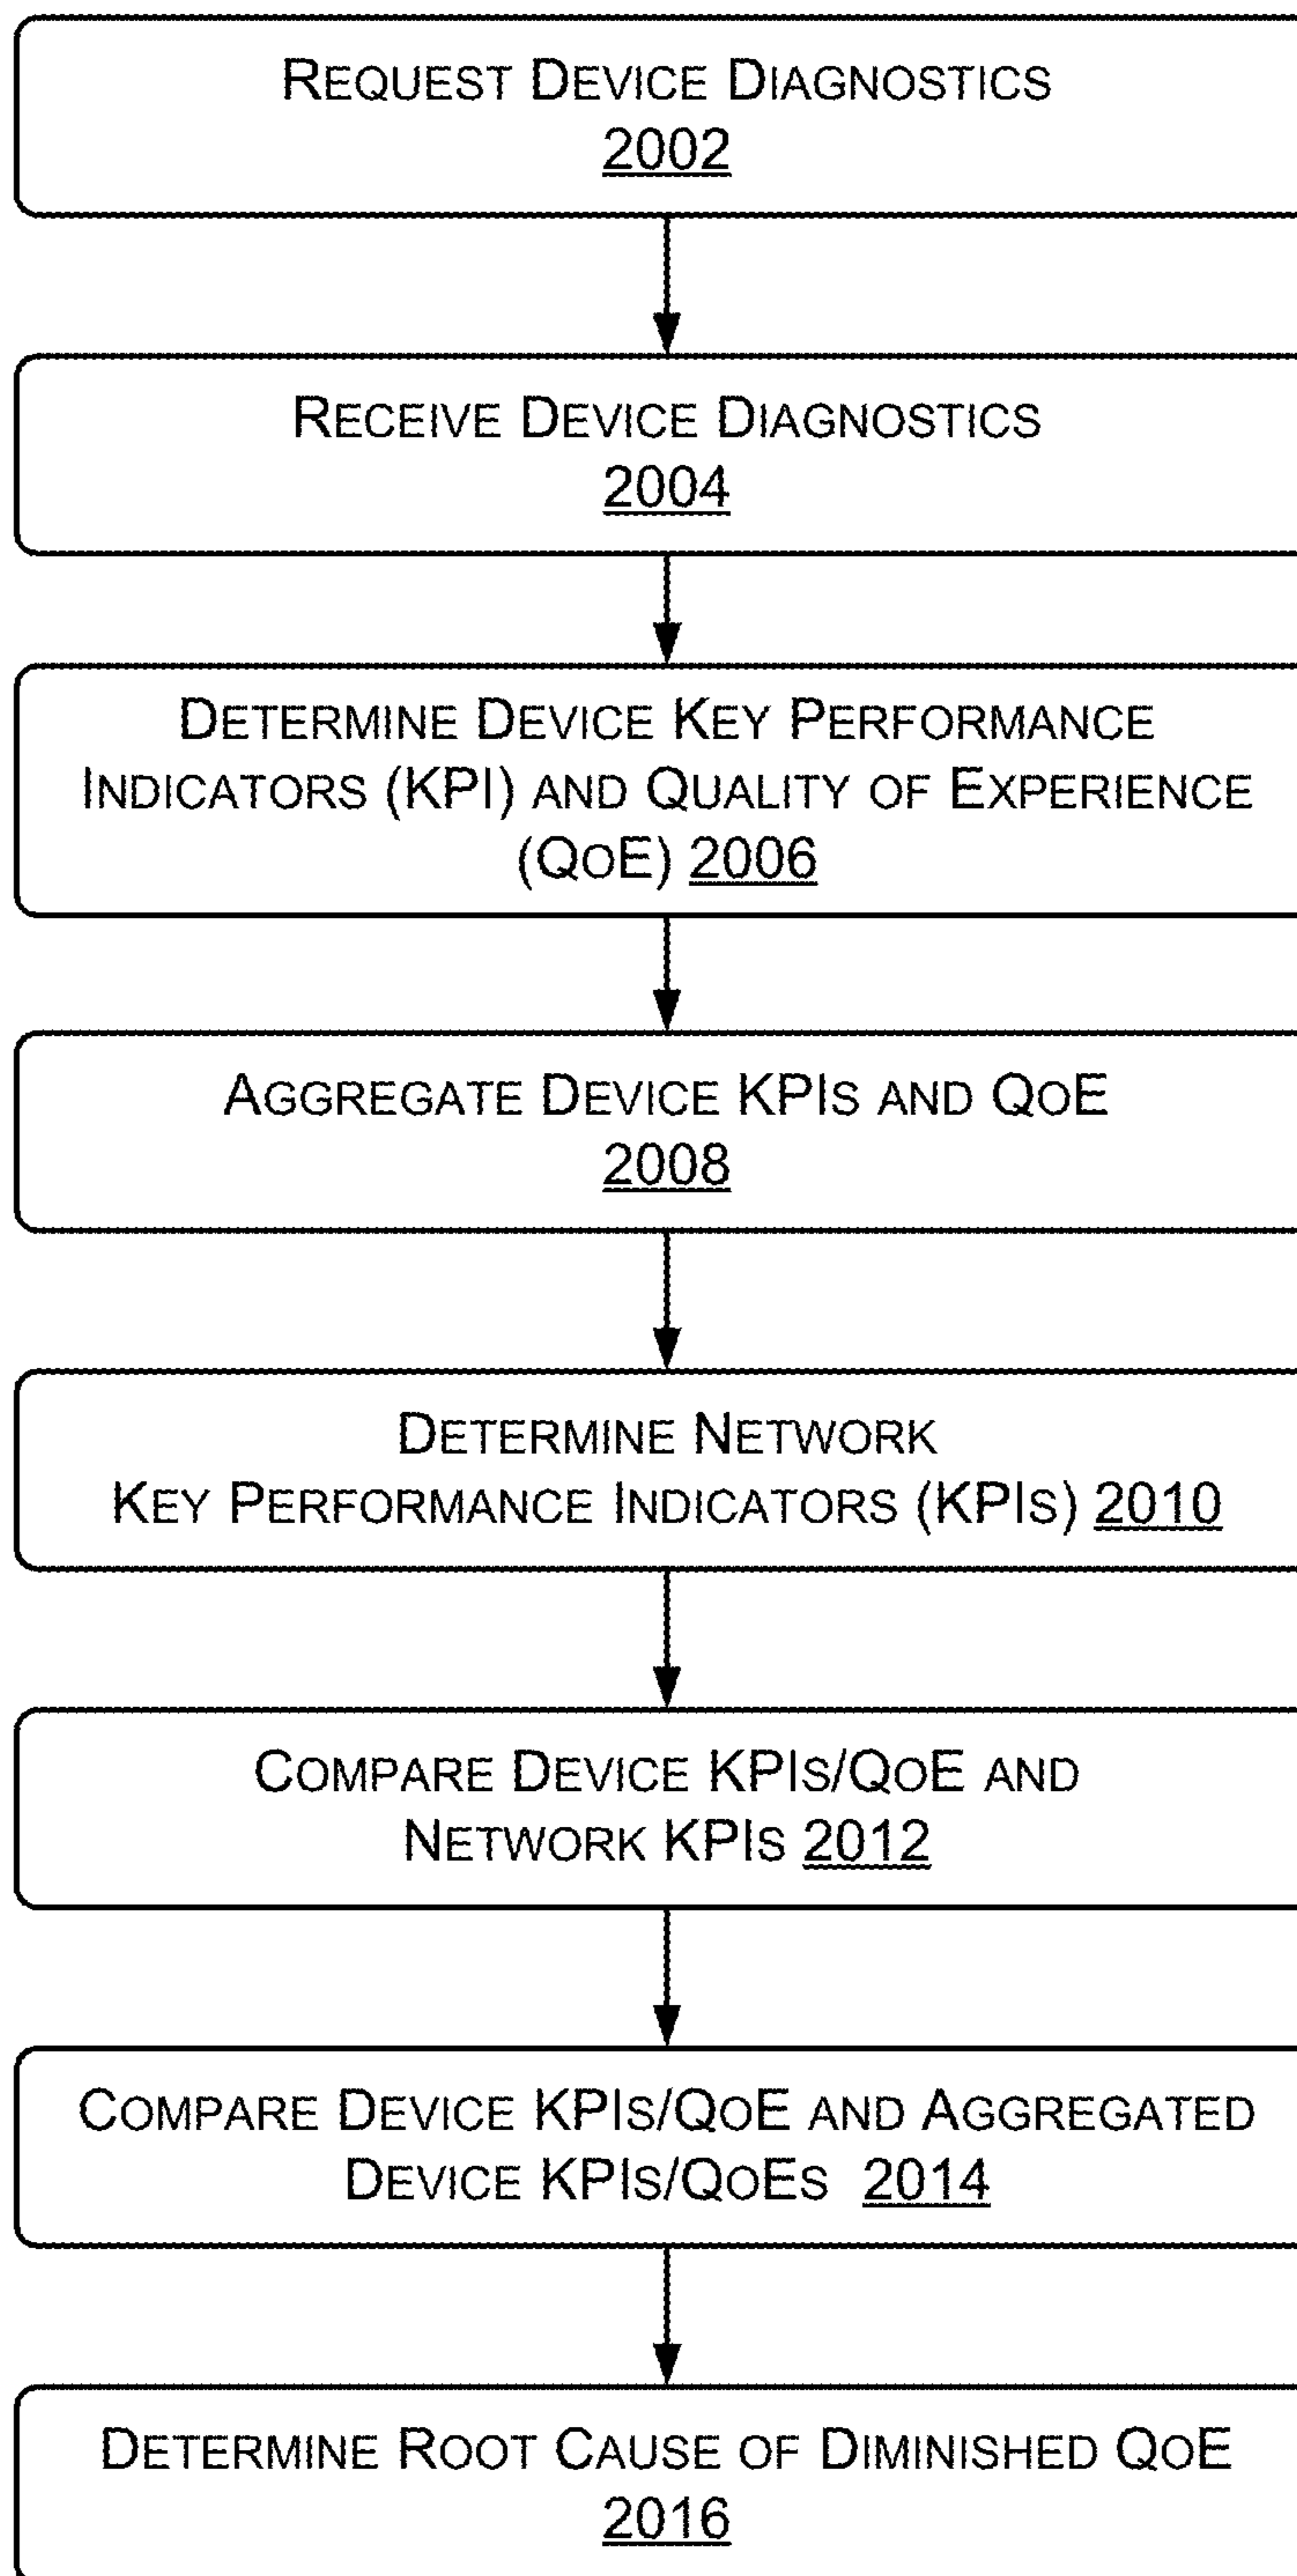 REQUEST DEVICE DIAGNOSTICS
2002
RECEIVE DEVICE DIAGNOSTICS
2004
DETERMINE DEVICE KEY PERFORMANCE
INDICATORS (KPI) AND QUALITY OF EXPERIENCE
(QOE) 2006
AGGREGATE DEVICE KPIS AND QOE
2008
DETERMINE NETWORK
KEY PERFORMANCE INDICATORS (KPIS) 2010
COMPARE DEVICE KPIS/QOE AND
NETWORK KPIS 2012
COMPARE DEVICE KPIS/QOE AND AGGREGATED
DEVICE KPIS/QOES 2014
DETERMINE ROOT CAUSE OF DIMINISHED QOE
2016